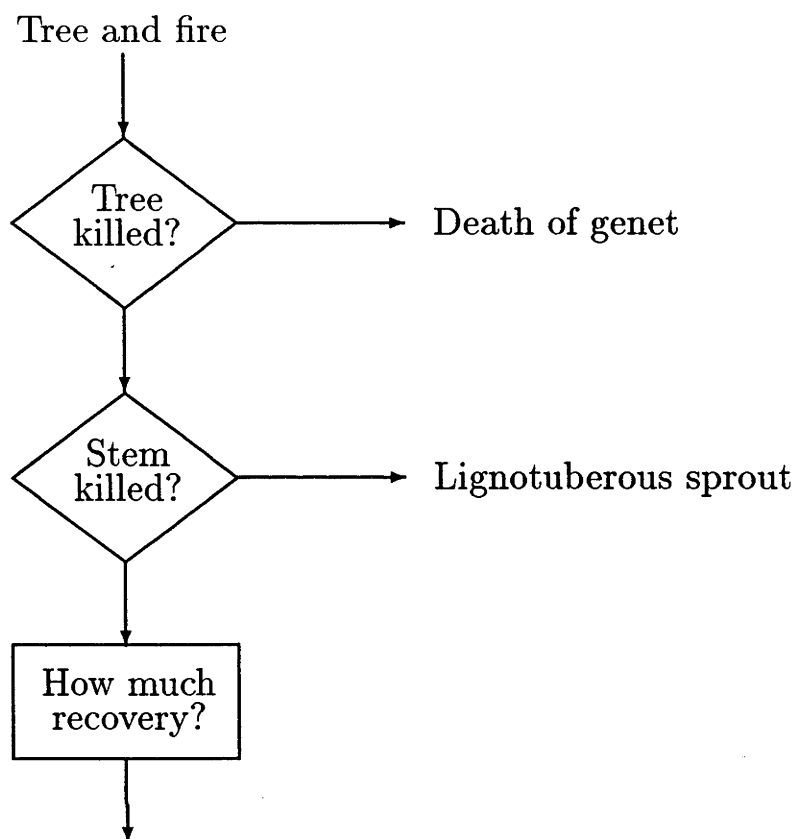 Tree and fire
Tree
killed?
Death of genet
Stem
killed?
Lignotuberous sprout
How much
recovery?